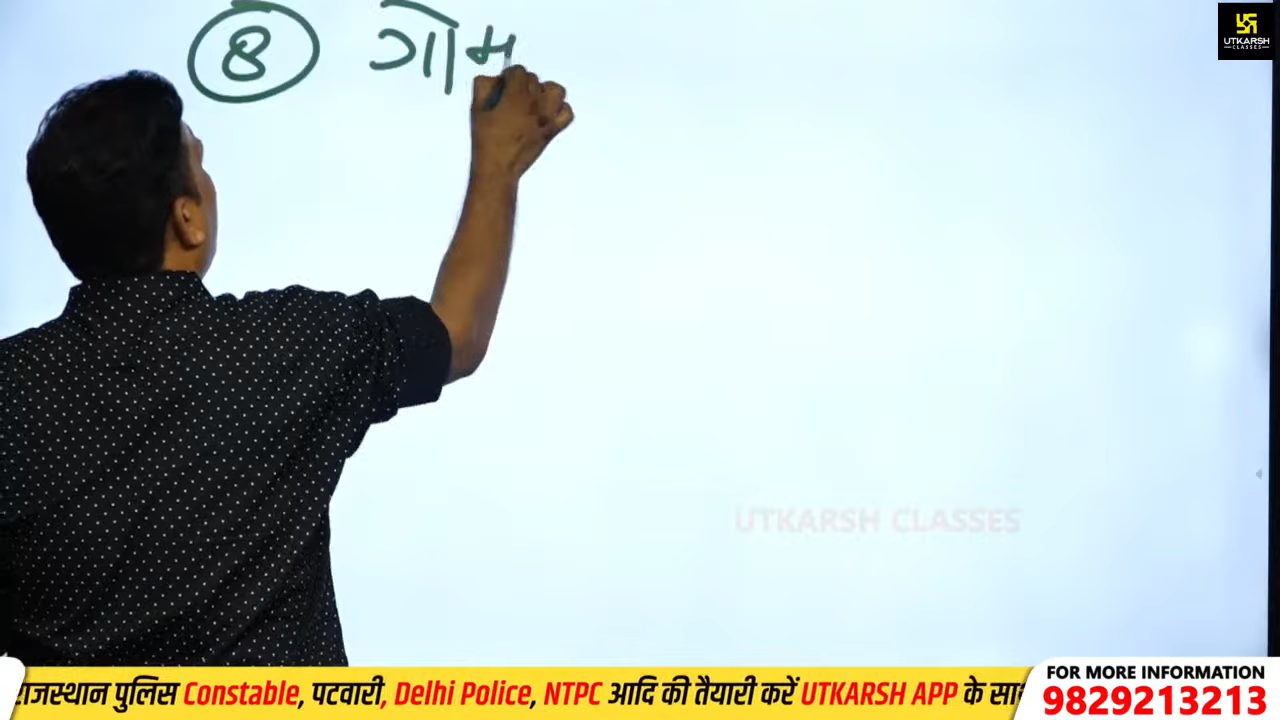 8 गोम
UTKARSH
CLASSES
UTKARSH CLASSES
राजस्थान पुलिस Constable, पटवारी, Delhi Police, NTPC आदि की तैयारी करें UTKARSH APP के सा
FOR MORE INFORMATION
9829213213